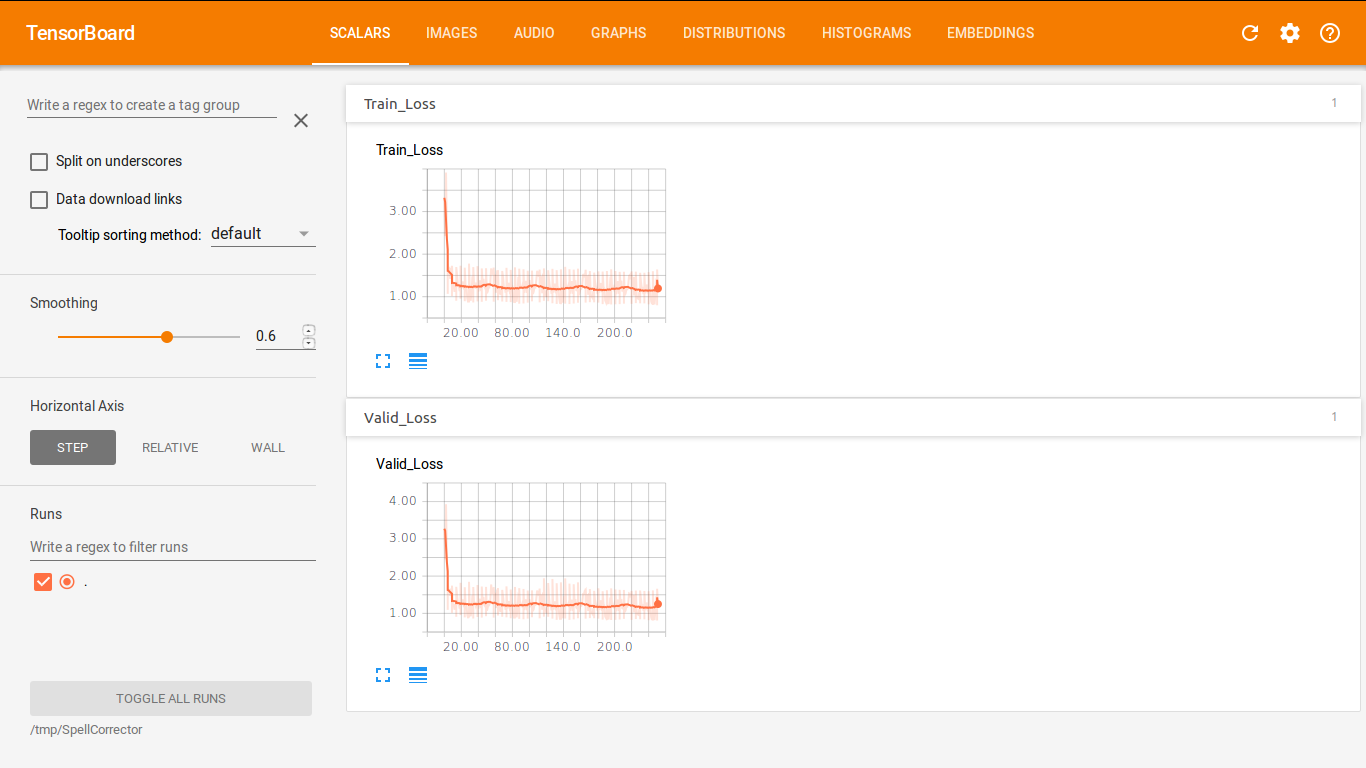 TensorBoard
SCALARS IMAGES AUDIO GRAPHS DISTRIBUTIONS HISTOGRAMS EMBEDDINGS
Write a regex to create a tag group
Split on underscores
Data download links
Tooltip sorting method: default
Smoothing
0.6
Horizontal Axis
STEP RELATIVE WALL
Runs
Write a regex to filter runs
.
TOGGLE ALL RUNS
/tmp/SpellCorrector
Train_Loss 1
Train_Loss
3.00
2.00
1.00
20.00 80.00 140.0 200.0
Valid_Loss 1
Valid_Loss
4.00
3.00
2.00
1.00
20.00 80.00 140.0 200.0